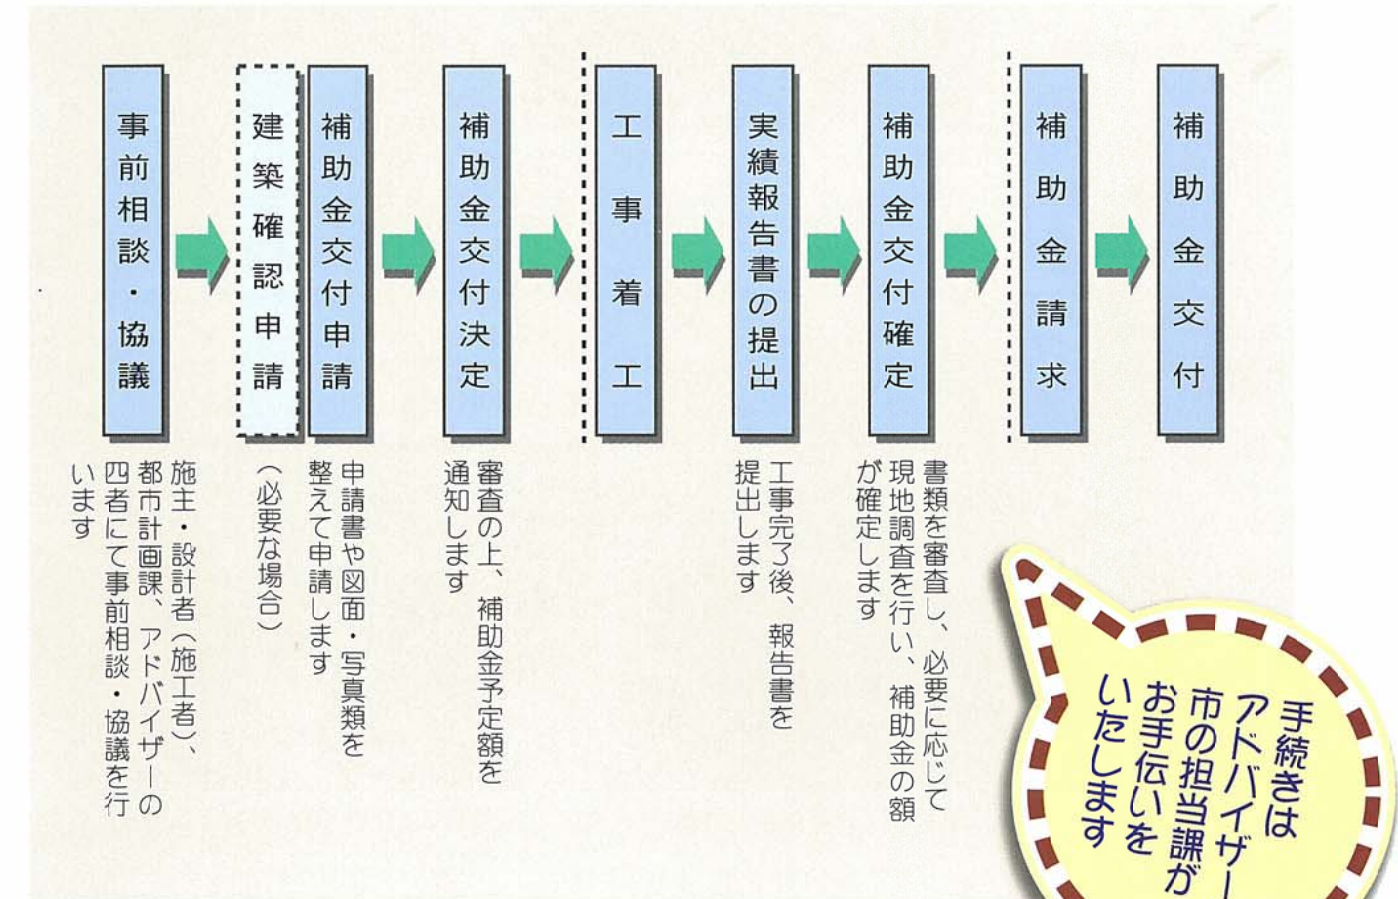 事前相談・協議
施主・設計者（施工者）、
都市計画課、アドバイザーの
四者にて事前相談・協議を行
います
建築確認申請
（必要な場合）
補助金交付申請
申請書や図面・写真類を
整えて申請します
補助金交付決定
審査の上、補助金予定額を
通知します
工事着工
実績報告書の提出
工事完了後、報告書を
提出します
補助金交付確定
書類を審査し、必要に応じて
現地調査を行い、補助金の額
が確定します
補助金請求
補助金交付
手続きは
アドバイザー
市の担当課が
お手伝いを
いたします